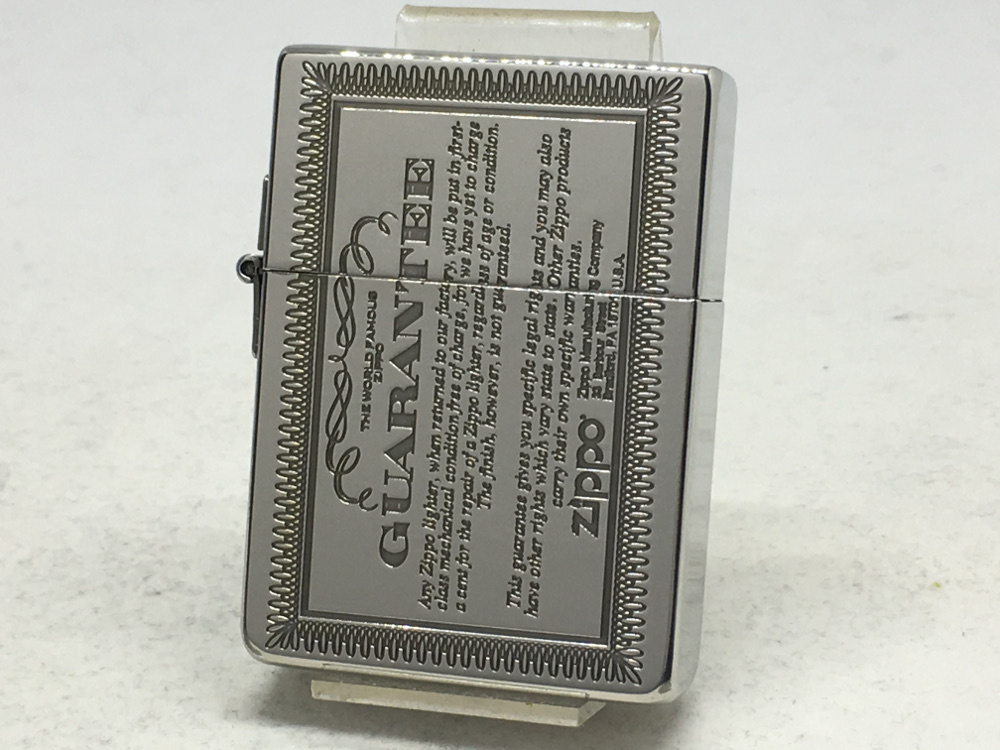 THE WORLD FAMOUS
ZIPPO
GUARANTEE
Any Zippo lighter, when returned to our factory, will be put in first-
class mechanical condition free of charge, for we have yet to charge
a cent for the repair of a Zippo lighter, regardless of age or condition.
The finish, however, is not guaranteed.
This guarantee gives you specific legal rights and you may also
have other rights which vary state to state. Other Zippo products
carry their own specific warranties.
Zippo
Zippo Manufacturing Company
33 Barbour Street
Bradford, PA 16701 U.S.A.